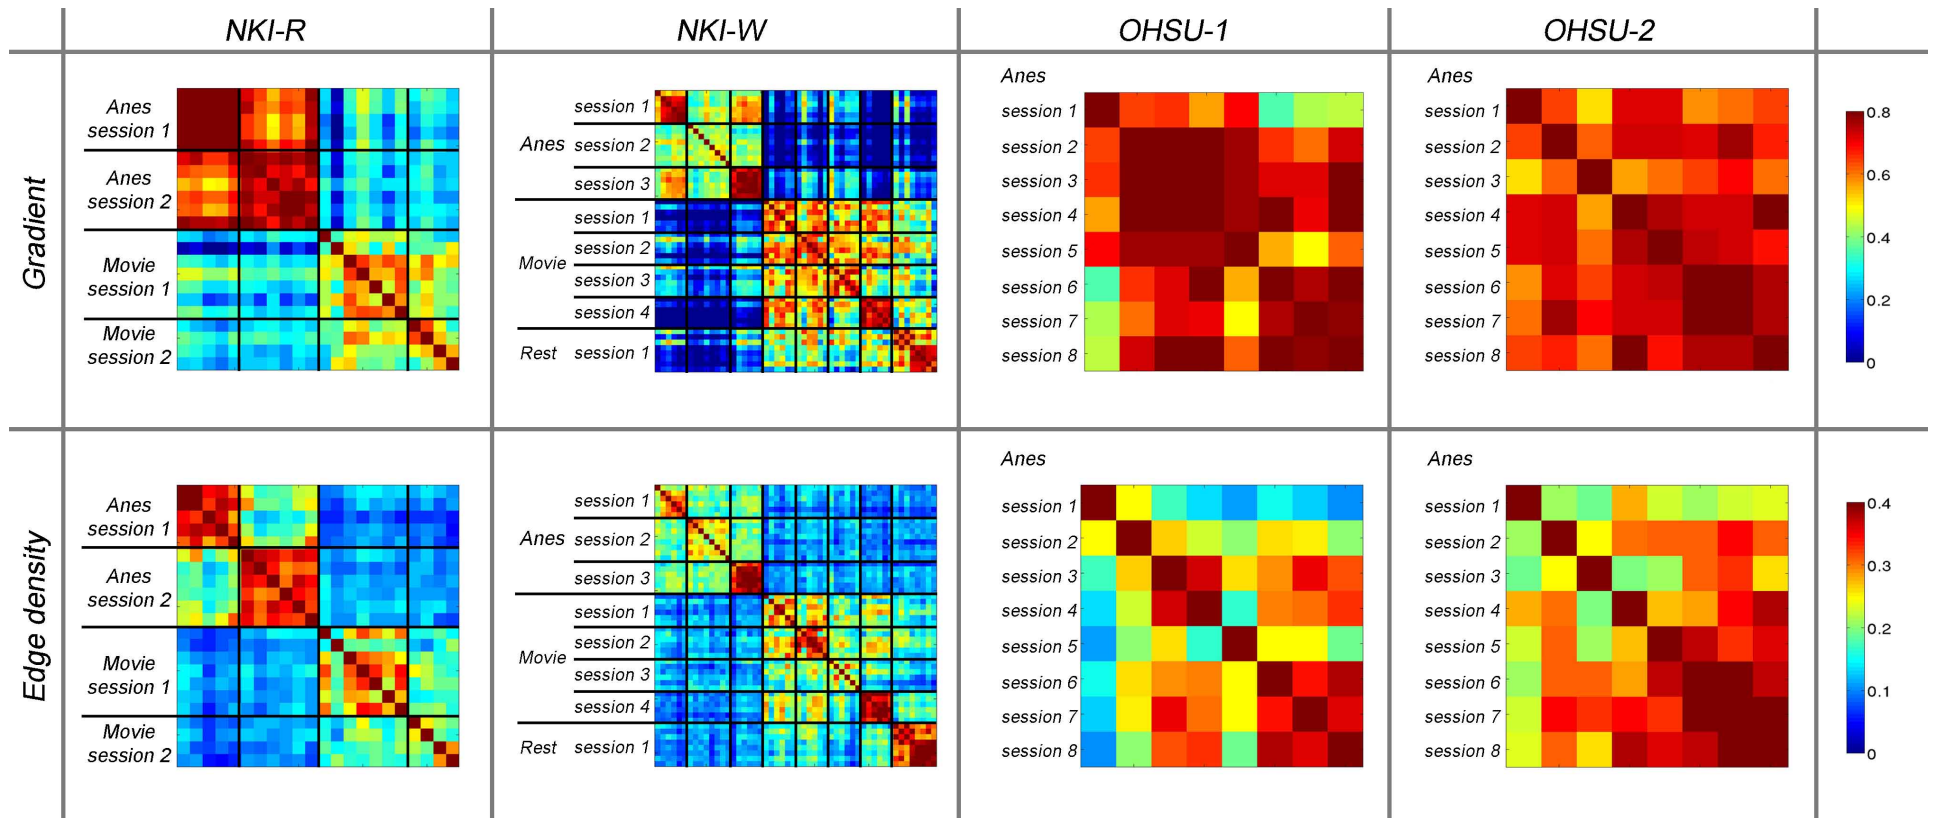 NKI-R NKI-W OHSU-1 OHSU-2
Gradient
Anes
session 1
Anes
session 2
Movie
session 1
Movie
session 2
Anes
session 1
session 2
session 3
Movie
session 1
session 2
session 3
session 4
Rest session 1
Anes
session 1
session 2
session 3
session 4
session 5
session 6
session 7
session 8
Anes
session 1
session 2
session 3
session 4
session 5
session 6
session 7
session 8
0.8
0.6
0.4
0.2
0
Edge density
Anes
session 1
Anes
session 2
Movie
session 1
Movie
session 2
Anes
session 1
session 2
session 3
Movie
session 1
session 2
session 3
session 4
Rest session 1
Anes
session 1
session 2
session 3
session 4
session 5
session 6
session 7
session 8
Anes
session 1
session 2
session 3
session 4
session 5
session 6
session 7
session 8
0.4
0.3
0.2
0.1
0